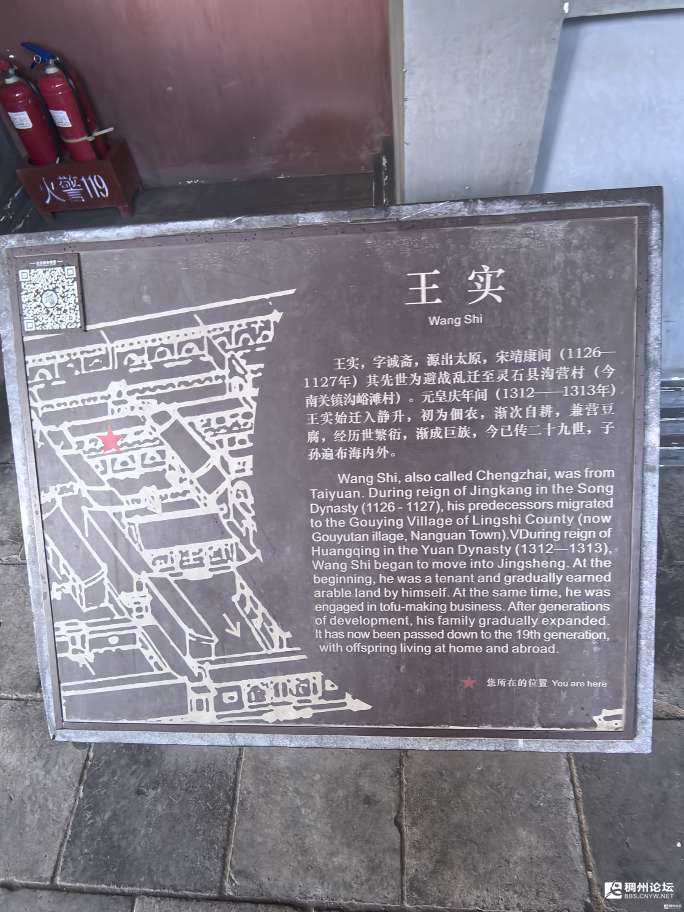 火警119
王实
Wang Shi
王实，字诚斋，源出太原，宋靖康间（1126—
1127年）其先世为避战乱迁至灵石县沟营村（今
南关镇沟峪滩村）。元皇庆年间（1312——1313年）
王实始迁入静升，初为佃农，渐次自耕，兼营豆
腐，经历世繁衍，渐成巨族，今已传二十九世，子
孙遍布海内外。
Wang Shi, also called Chengzhai, was from
Taiyuan. During reign of Jingkang in the Song
Dynasty (1126 - 1127), his predecessors migrated
to the Gouying Village of Lingshi County (now
Gouyutan illage, Nanguan Town).VDuring reign of
Huangqing in the Yuan Dynasty (1312—1313),
Wang Shi began to move into Jingsheng. At the
beginning, he was a tenant and gradually earned
arable land by himself. At the same time, he was
engaged in tofu-making business. After generations
of development, his family gradually expanded.
It has now been passed down to the 19th generation,
with offspring living at home and abroad.
您所在的位置 You are here
稠州论坛
BBS.CNYW.NET